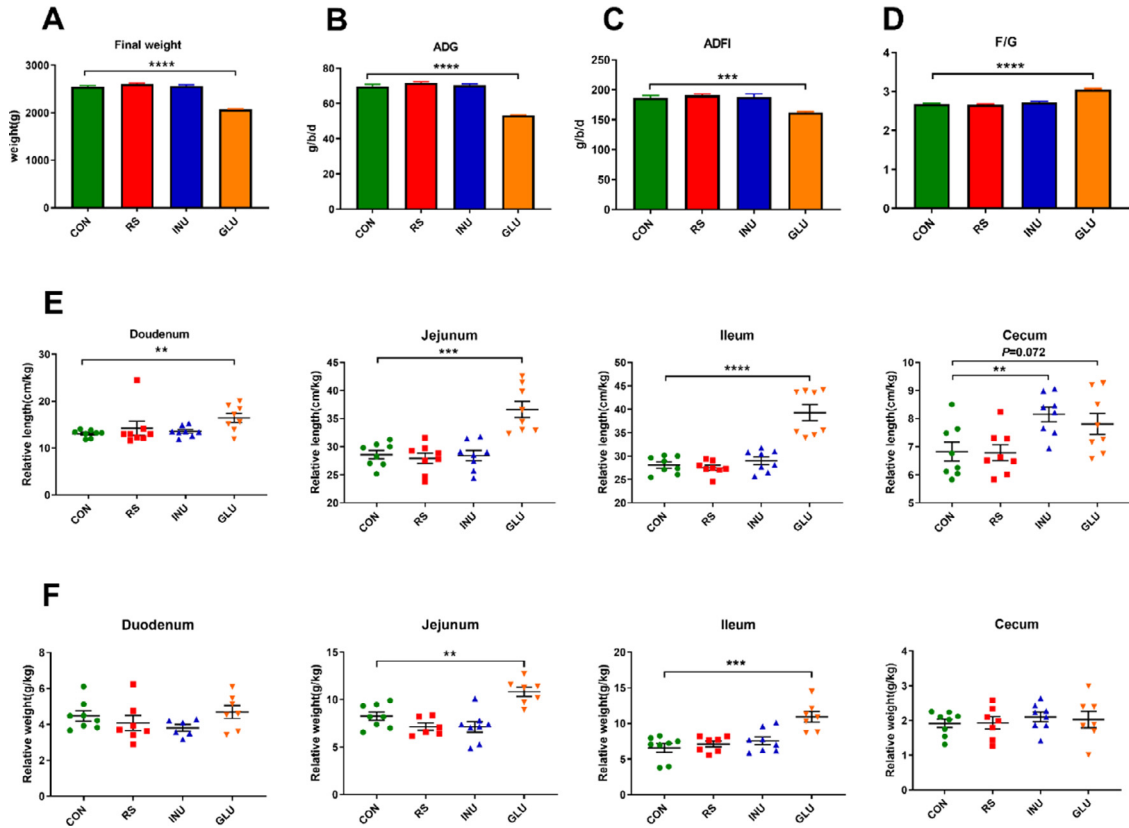 A
Final weight
****
weight(g)
3000
2000
1000
0
CON
RS
INU
GLU
B
ADG
****
g/b/d
80
60
40
20
0
CON
RS
INU
GLU
C
ADFI
***
g/b/d
250
200
150
100
50
0
CON
RS
INU
GLU
D
F/G
****
4
3
2
1
0
CON
RS
INU
GLU
E
Doudenum
**
Relative length(cm/kg)
30
20
10
0
CON
RS
INU
GLU
Jejunum
***
Relative length(cm/kg)
45
40
35
30
25
20
CON
RS
INU
GLU
Ileum
****
Relative length(cm/kg)
50
45
40
35
30
25
20
CON
RS
INU
GLU
Cecum
P=0.072
**
Relative length(cm/kg)
10
9
8
7
6
5
CON
RS
INU
GLU
F
Duodenum
Relative weight(g/kg)
8
6
4
2
0
CON
RS
INU
GLU
Jejunum
**
Relative weight(g/kg)
15
10
5
0
CON
RS
INU
GLU
Ileum
***
Relative weight(g/kg)
20
15
10
5
0
CON
RS
INU
GLU
Cecum
Relative weight(g/kg)
4
3
2
1
0
CON
RS
INU
GLU